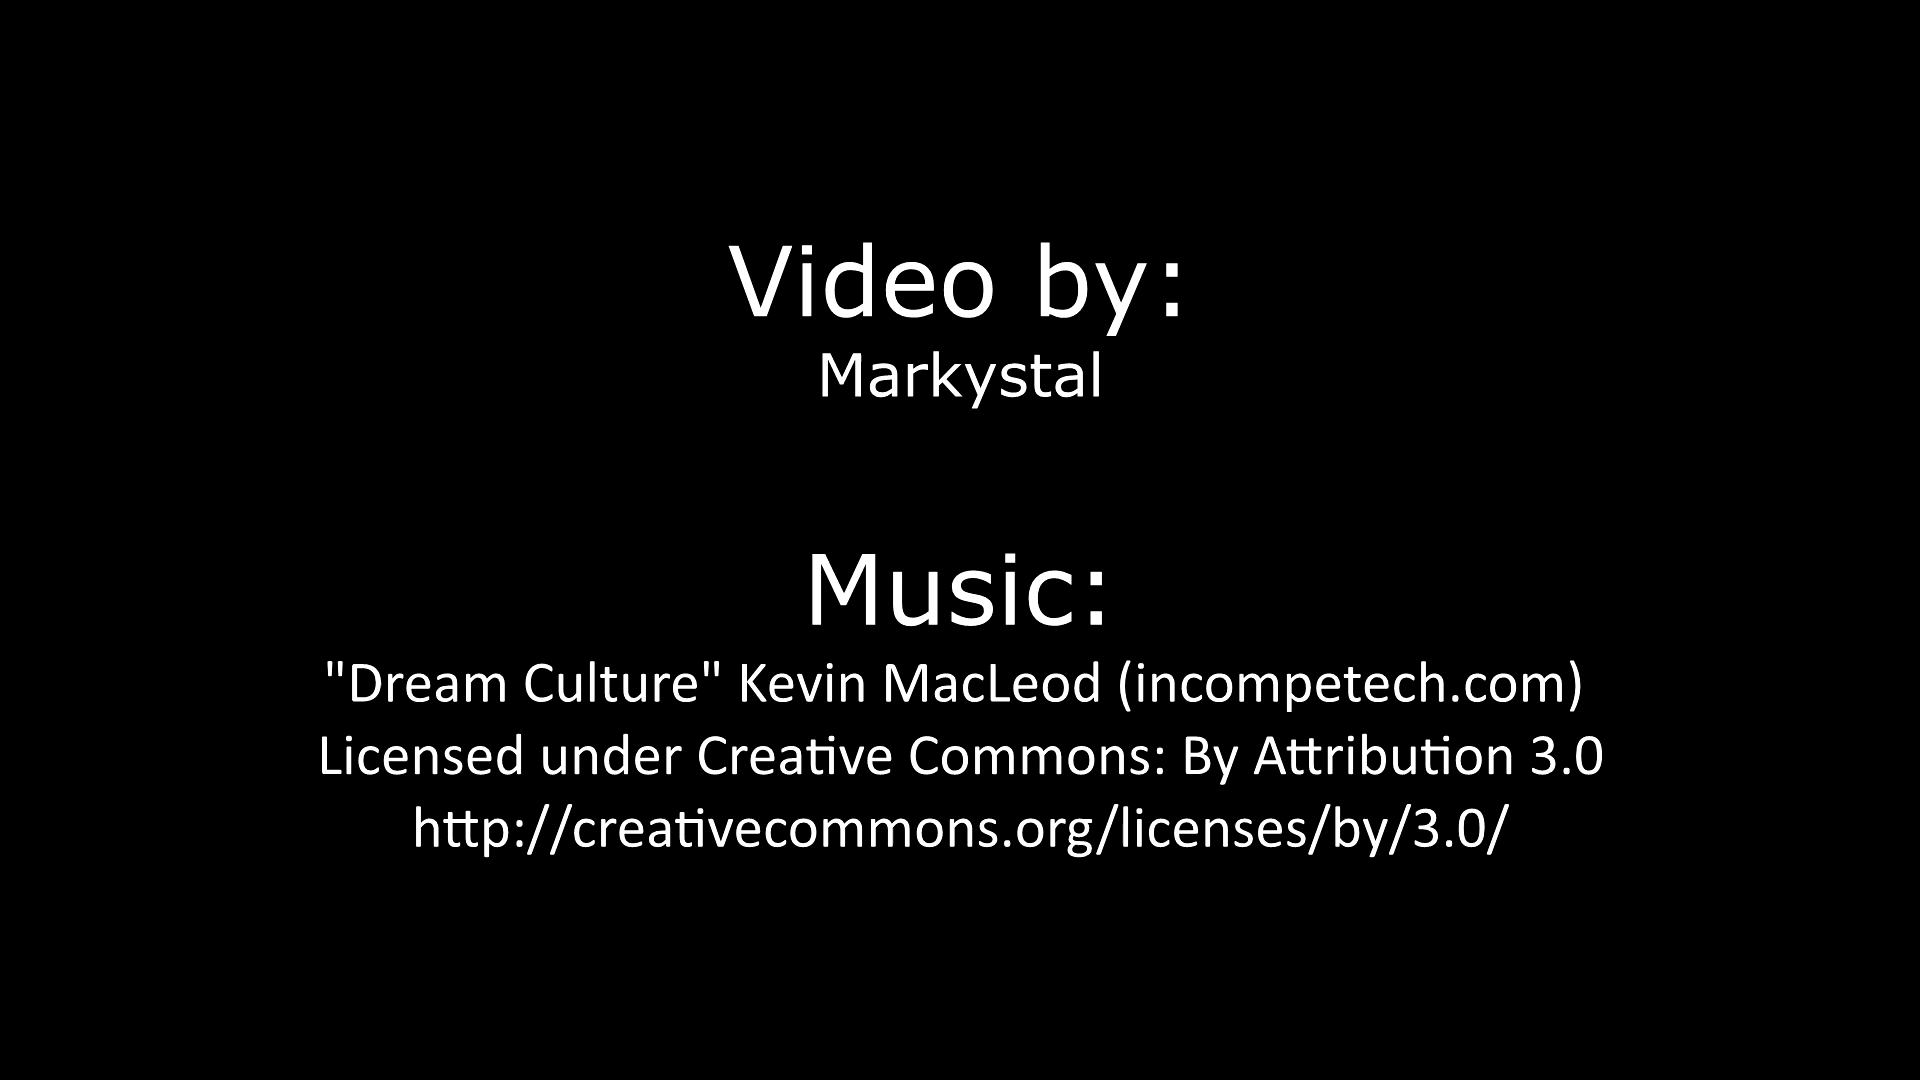 Video by:
Markystal
Music:
"Dream Culture" Kevin MacLeod (incompetech.com)
Licensed under Creative Commons: By Attribution 3.0
http://creativecommons.org/licenses/by/3.0/